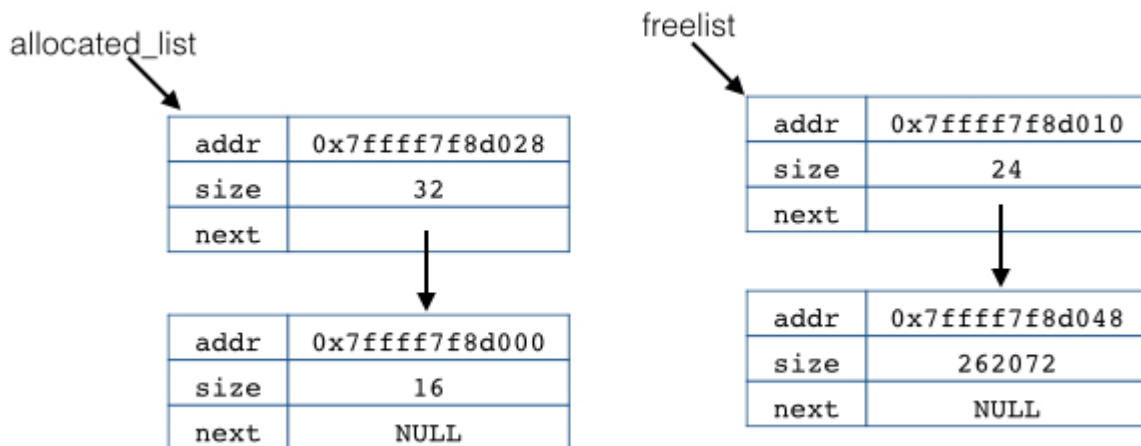 allocated_list
addr 0x7ffff7f8d028
size 32
next
addr 0x7ffff7f8d000
size 16
next NULL
freelist
addr 0x7ffff7f8d010
size 24
next
addr 0x7ffff7f8d048
size 262072
next NULL